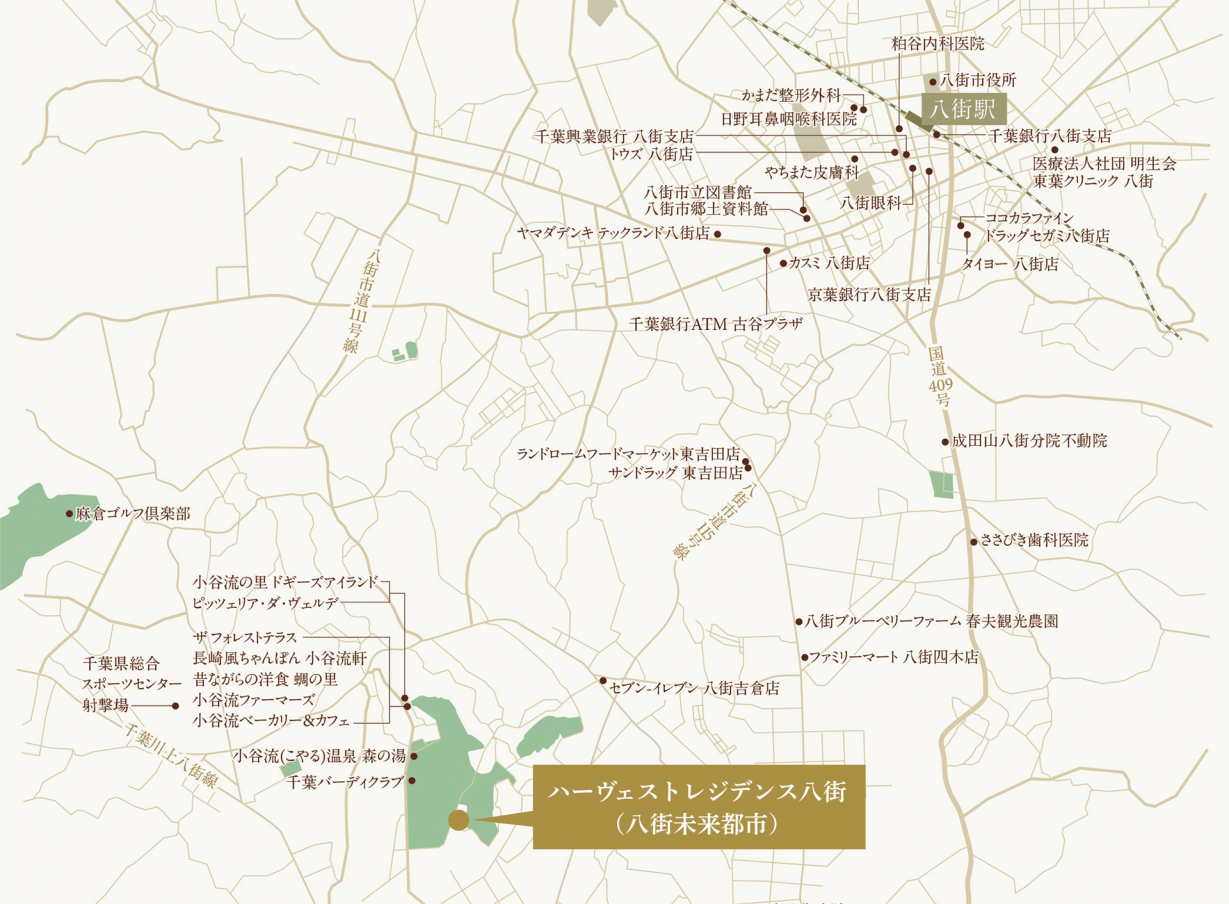 粕谷内科医院
八街市役所
かまだ整形外科
八街駅
日野耳鼻咽喉科医院
千葉興業銀行 八街支店
千葉銀行八街支店
トウズ 八街店
医療法人社団 明生会
東葉クリニック 八街
やちまた皮膚科
八街市立図書館
八街市郷土資料館
八街眼科
ココカラファイン
ドラッグセガミ八街店
ヤマダデンキ テックランド八街店
カスミ 八街店
タイヨー 八街店
京葉銀行八街支店
千葉銀行ATM 古谷プラザ
八街市道111号線
国道409号
成田山八街分院不動院
ランドロームフードマーケット東吉田店
サンドラッグ 東吉田店
八街市道115号線
麻倉ゴルフ倶楽部
ささびき歯科医院
小谷流の里ドギーズアイランド
ピッツェリア・ダ・ヴェルデ
八街ブルーベリーファーム 春夫観光農園
ザ フォレストテラス
長崎風ちゃんぽん 小谷流軒
昔ながらの洋食 蜩の里
小谷流ファーマーズ
小谷流ベーカリー&カフェ
ファミリーマート 八街四木店
千葉県総合
スポーツセンター
射撃場
セブン-イレブン 八街吉倉店
千葉川上八街線
小谷流(こやる)温泉 森の湯
千葉バーディクラブ
ハーヴェストレジデンス八街
（八街未来都市）